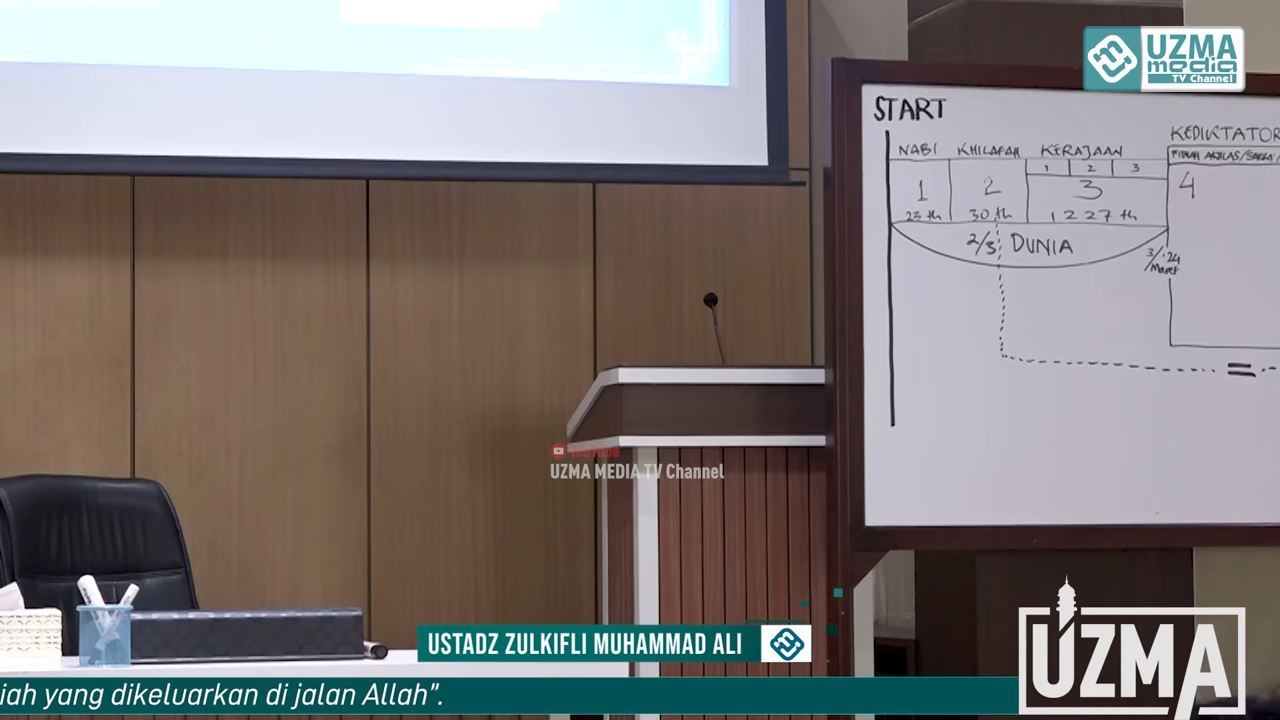 UZMA
media
TV Channel
START
KEDIKTATOR
NABI KHILAFAH KERAJAAN
1 2 3
1 2 3 4
23 th 30 th 1227 th
2/3 DUNIA
3/'24
Maret
=
YouTube
UZMA MEDIA TV Channel
USTADZ ZULKIFLI MUHAMMAD ALI
iah yang dikeluarkan di jalan Allah".
UZMA